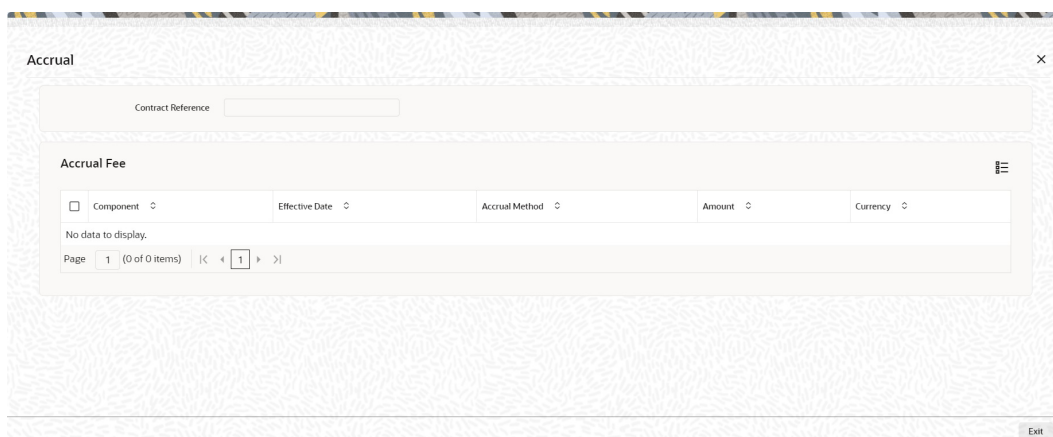 Accrual
Contract Reference
Accrual Fee
Component Effective Date Accrual Method Amount Currency
No data to display.
Page 1 (0 of 0 items) 1
Exit